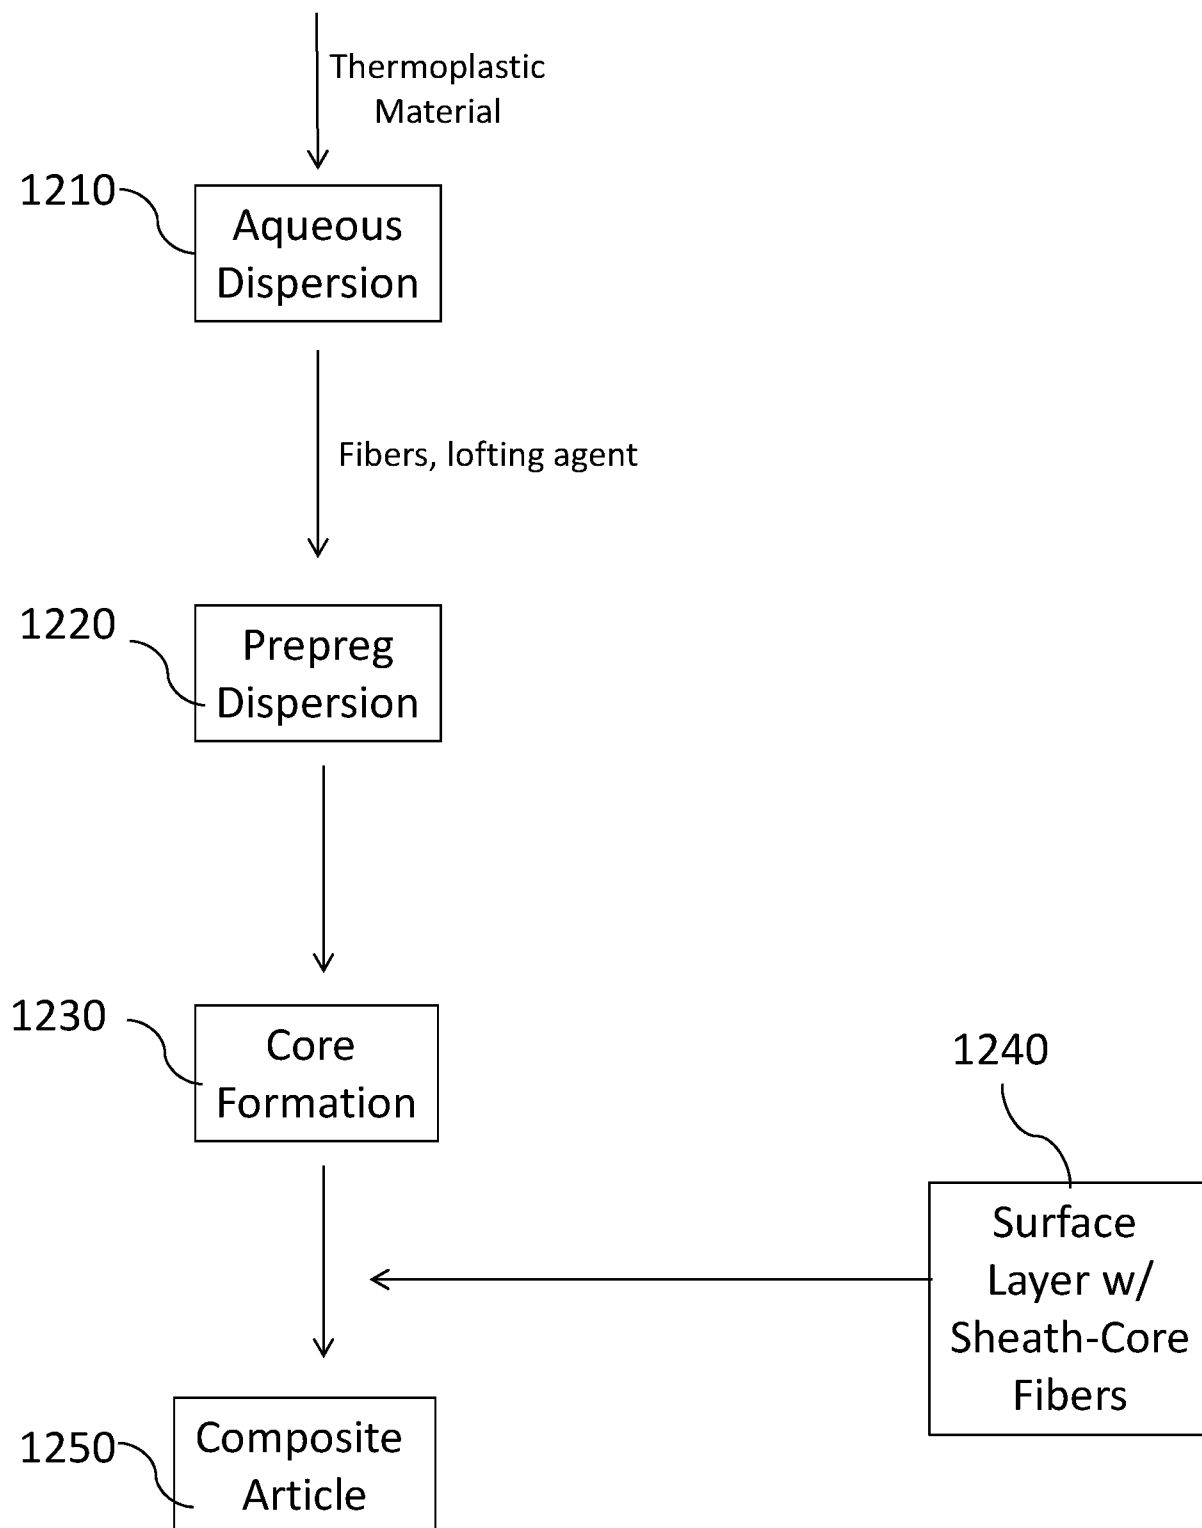 Thermoplastic
Material
1210
Aqueous
Dispersion
Fibers, lofting agent
1220
Prepreg
Dispersion
1230
Core
Formation
1240
Surface
Layer w/
Sheath-Core
Fibers
1250
Composite
Article